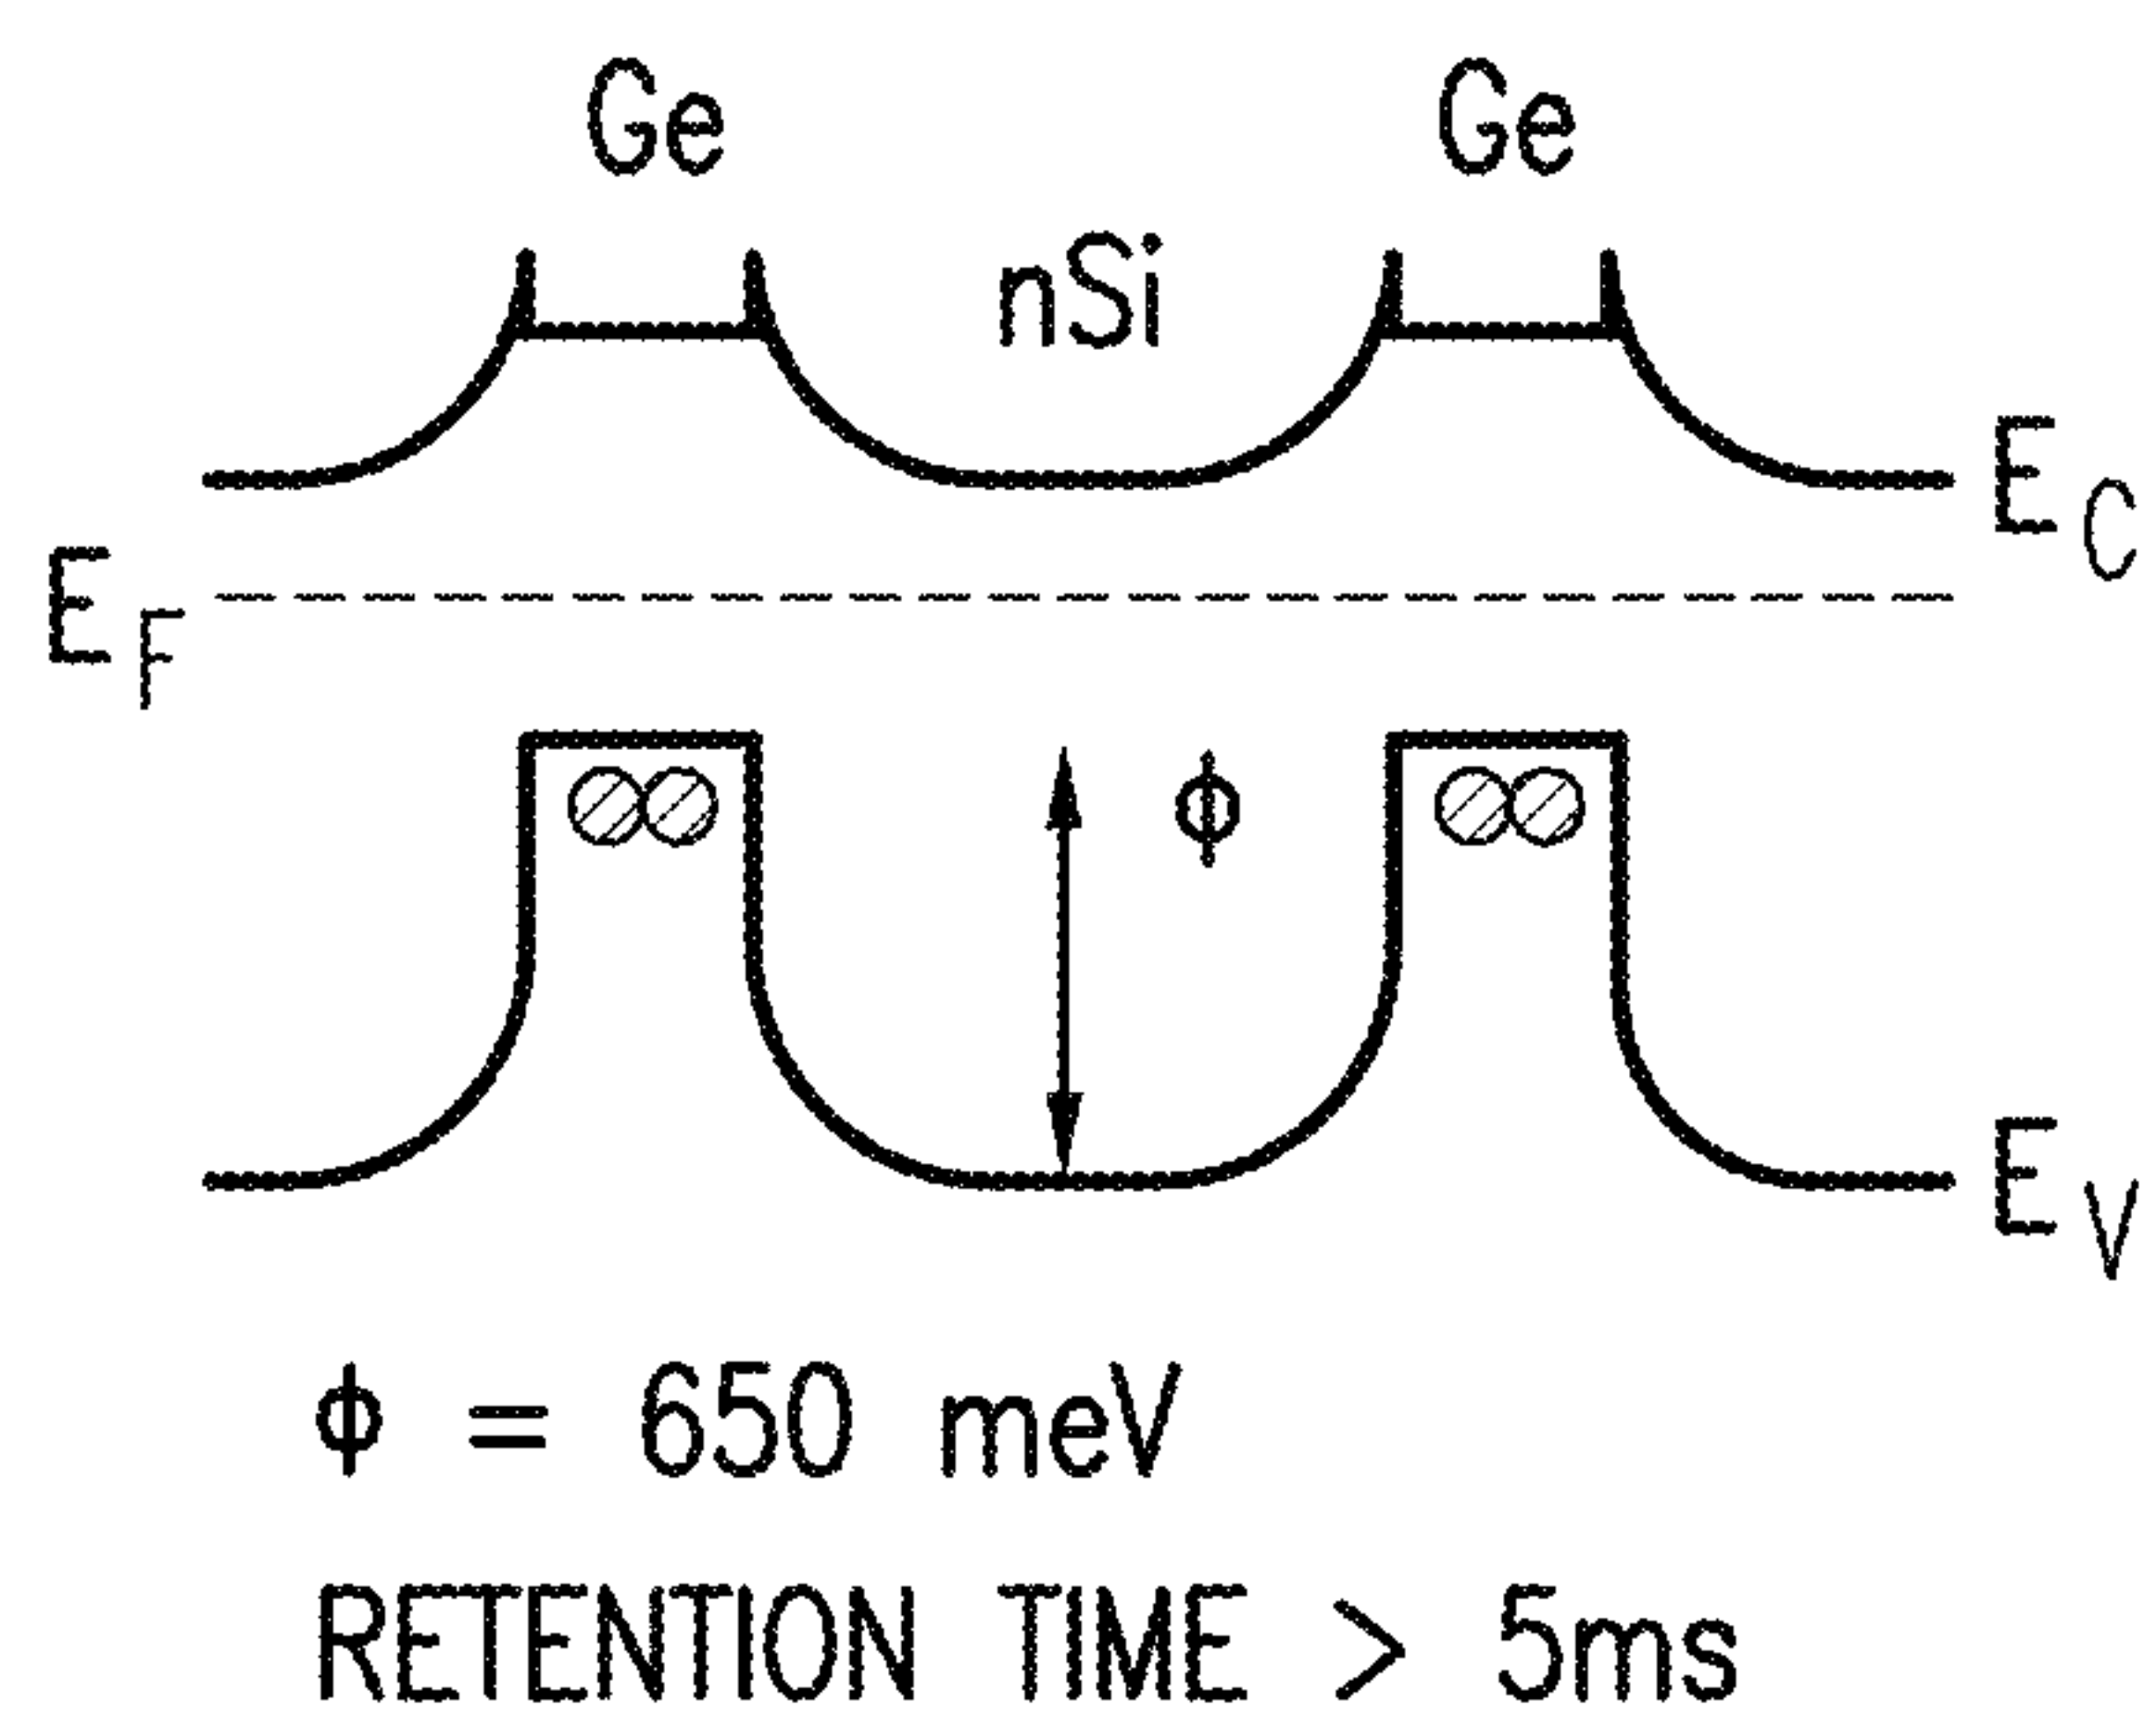 Ge Ge
nSi
E_C
E_F
ϕ
E_V
ϕ = 650 meV
RETENTION TIME > 5ms